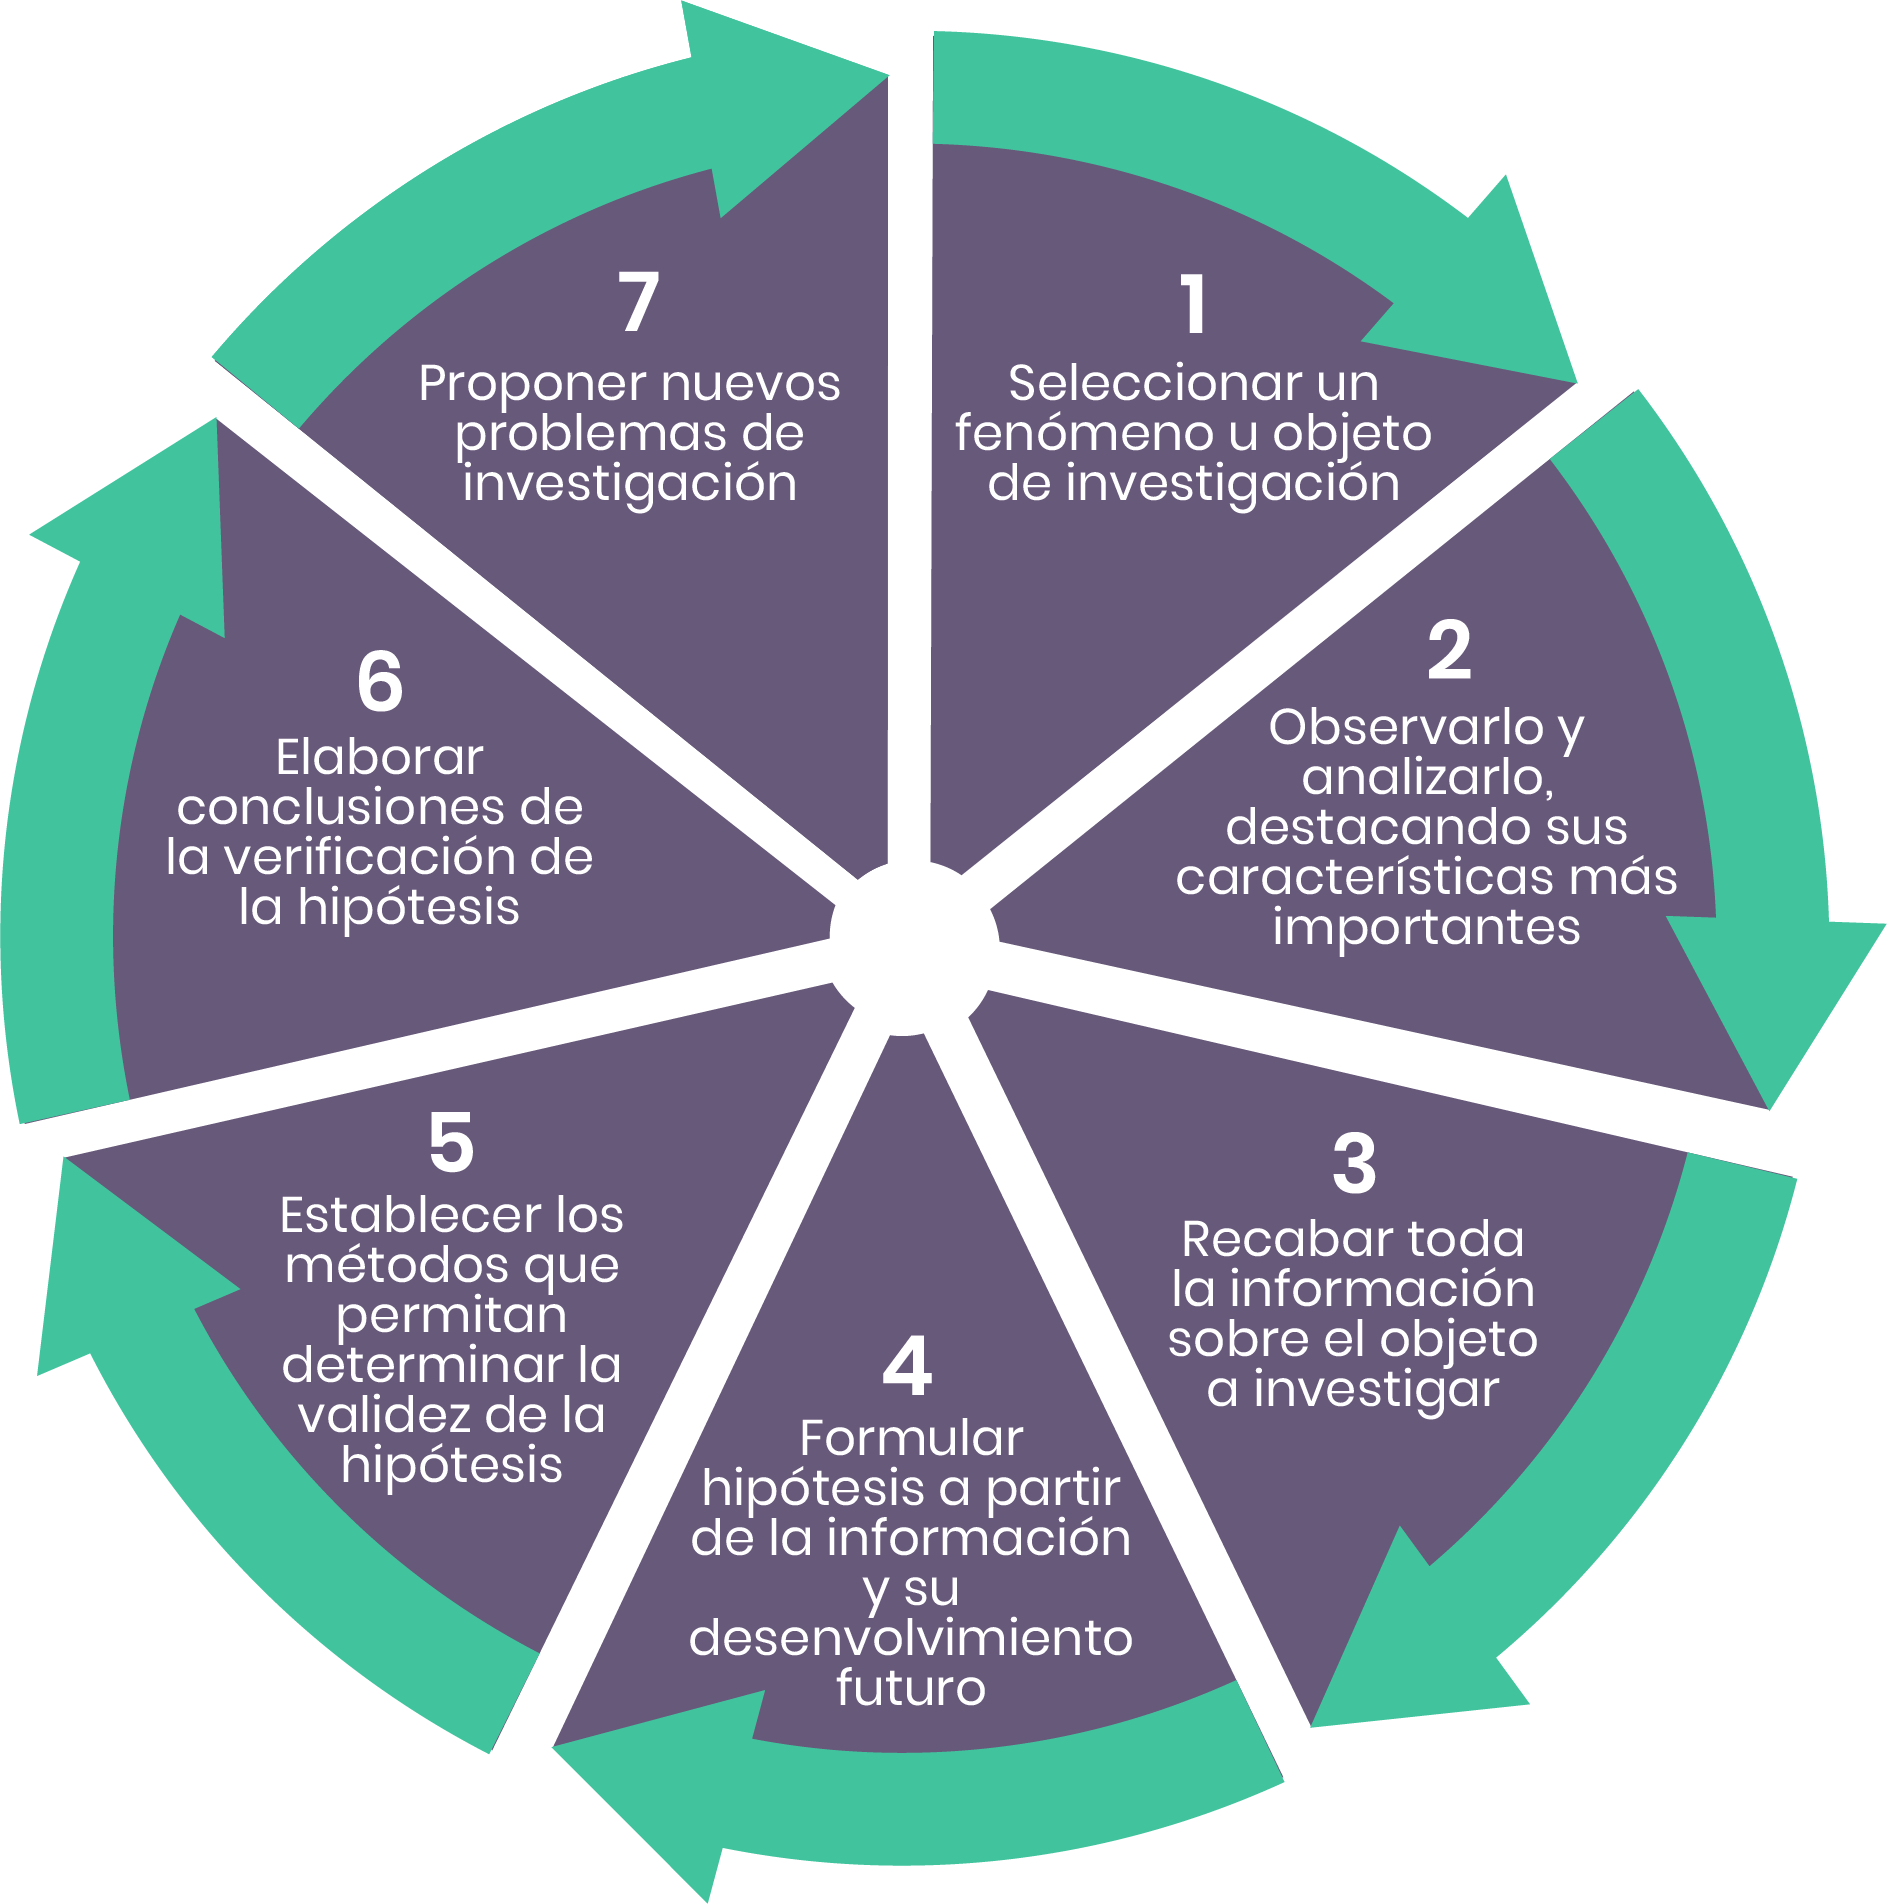 1
Seleccionar un
fenómeno u objeto
de investigación
2
Observarlo y
analizarlo,
destacando sus
características más
importantes
3
Recabar toda
la información
sobre el objeto
a investigar
4
Formular
hipótesis a partir
de la información
y su
desenvolvimiento
futuro
5
Establecer los
métodos que
permitan
determinar la
validez de la
hipótesis
6
Elaborar
conclusiones de
la verificación de
la hipótesis
7
Proponer nuevos
problemas de
investigación